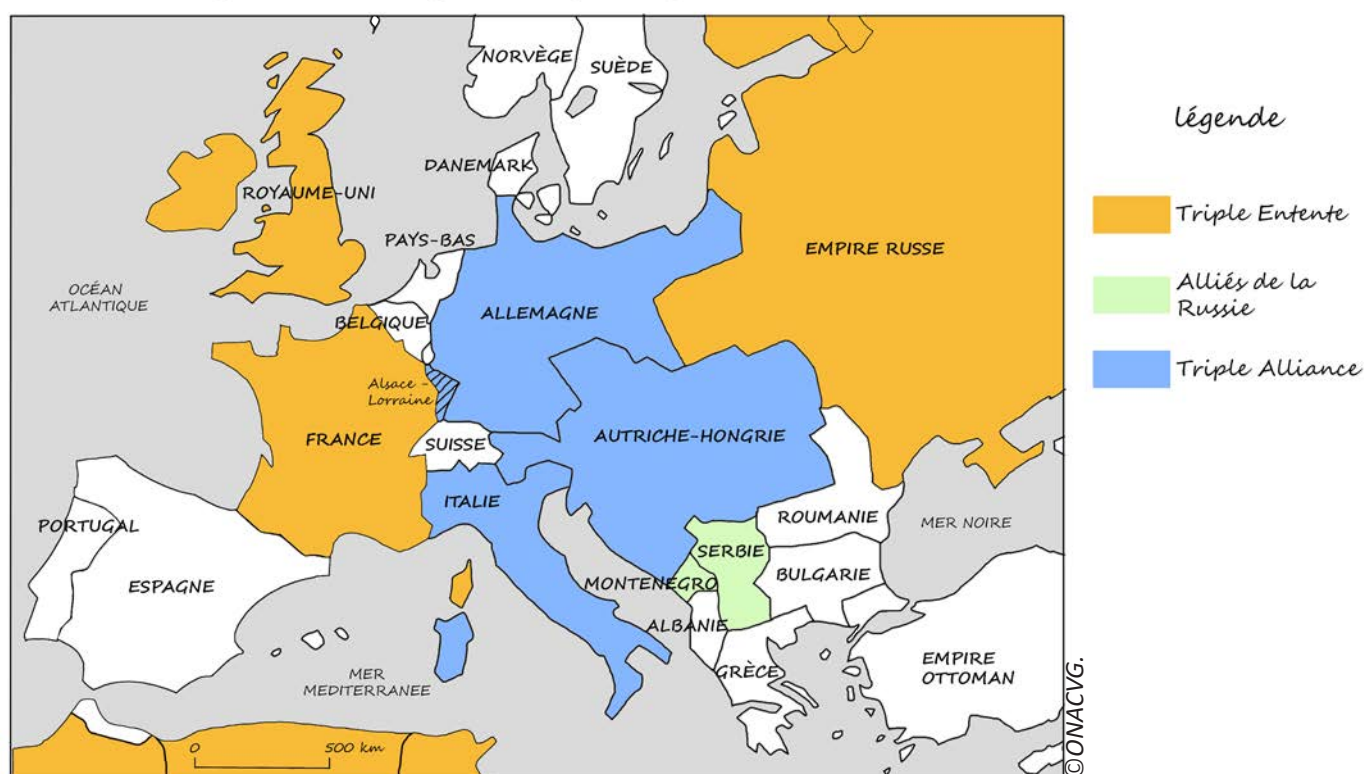 NORVÈGE
SUÈDE
DANEMARK
ROYAUME-UNI
PAYS-BAS
EMPIRE RUSSE
OCÉAN
ATLANTIQUE
BELGIQUE
ALLEMAGNE
Alsace -
Lorraine
FRANCE
SUISSE
AUTRICHE-HONGRIE
ITALIE
PORTUGAL
ESPAGNE
ROUMANIE
MER NOIRE
SERBIE
BULGARIE
MONTENEGRO
ALBANIE
GRÈCE
EMPIRE
OTTOMAN
MER
MEDITERRANEE
0 500 km
légende
Triple Entente
Alliés de la
Russie
Triple Alliance
©ONACVG.